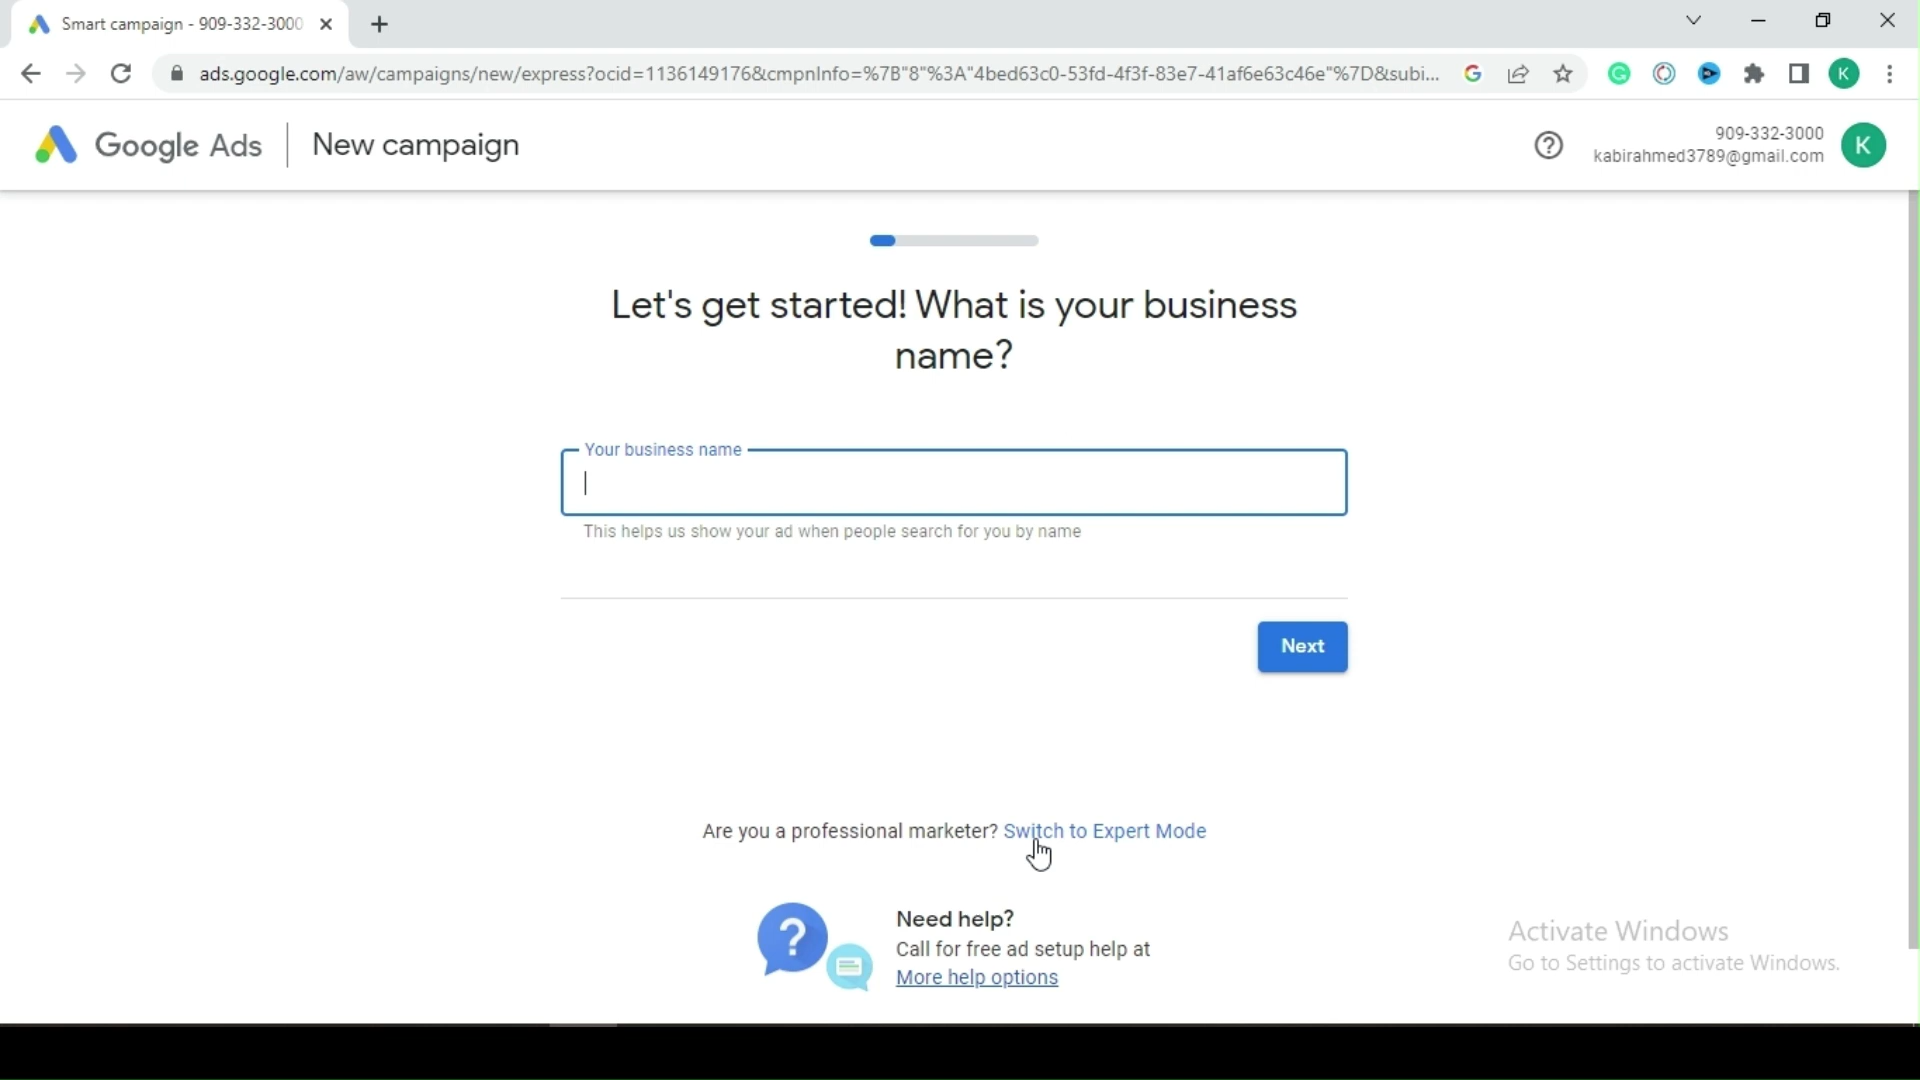 Smart campaign - 909-332-3000
ads.google.com/aw/campaigns/new/express?ocid=1136149176&cmpnInfo=%7B"8"%3A"4bed63c0-53fd-4f3f-83e7-41af6e63c46e"%7D&subi...
K
Google Ads
New campaign
909-332-3000
kabirahmed3789@gmail.com
K
Let's get started! What is your business
name?
Your business name
This helps us show your ad when people search for you by name
Next
Are you a professional marketer? Switch to Expert Mode
Need help?
Call for free ad setup help at
More help options
Activate Windows
Go to Settings to activate Windows.